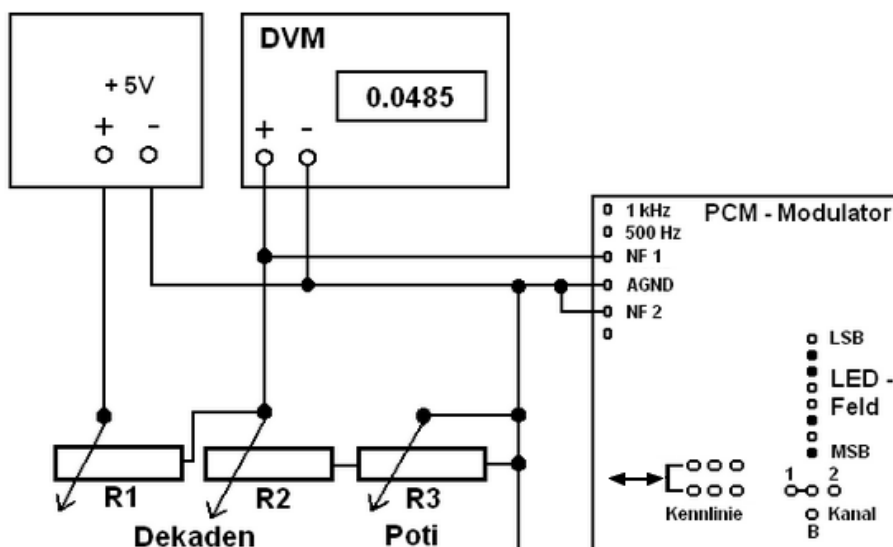 + 5V
+ -
DVM
0.0485
+ -
PCM - Modulator
1 kHz
500 Hz
NF 1
AGND
NF 2
LSB
LED -
Feld
MSB
1 2
Kennlinie
Kanal
B
R1
R2
R3
Dekaden
Poti